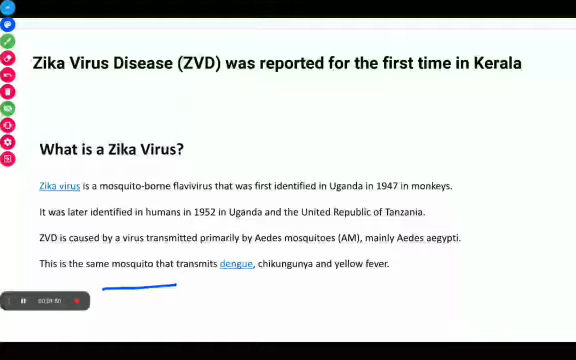 Zika Virus Disease (ZVD) was reported for the first time in Kerala
What is a Zika Virus?
Zika virus is a mosquito-borne flavivirus that was first identified in Uganda in 1947 in monkeys.
It was later identified in humans in 1952 in Uganda and the United Republic of Tanzania.
ZVD is caused by a virus transmitted primarily by Aedes mosquitoes (AM), mainly Aedes aegypti.
This is the same mosquito that transmits dengue, chikungunya and yellow fever.